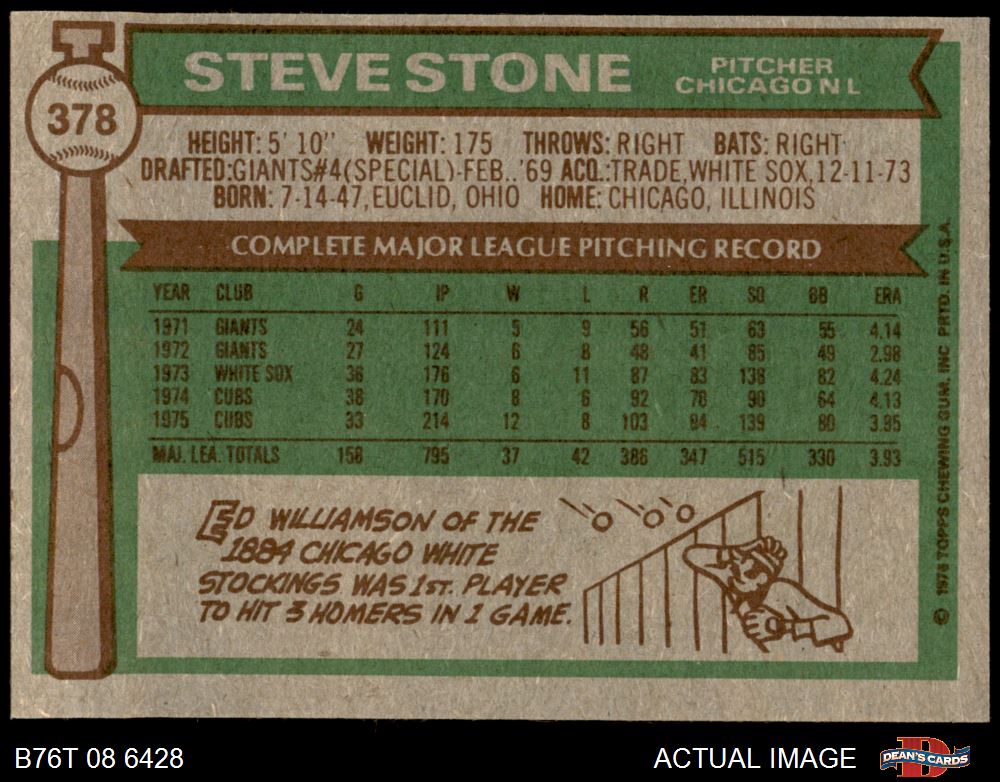 STEVE STONE
PITCHER
CHICAGO N L
378
HEIGHT: 5' 10" WEIGHT: 175 THROWS: RIGHT BATS: RIGHT
DRAFTED:GIANTS#4(SPECIAL)-FEB..'69 ACQ.:TRADE,WHITE SOX,12-11-73
BORN: 7-14-47,EUCLID, OHIO HOME: CHICAGO, ILLINOIS
COMPLETE MAJOR LEAGUE PITCHING RECORD
YEAR CLUB G IP W L R ER SO BB ERA
1971 GIANTS 24 111 5 9 56 51 63 55 4.14
1972 GIANTS 27 124 6 8 48 41 85 49 2.98
1973 WHITE SOX 36 176 6 11 87 83 138 82 4.24
1974 CUBS 38 170 8 6 92 78 90 64 4.13
1975 CUBS 33 214 12 8 103 94 139 80 3.95
MAJ. LEA. TOTALS 158 795 37 42 386 347 515 330 3.93
ED WILLIAMSON OF THE
1884 CHICAGO WHITE
STOCKINGS WAS 1ST. PLAYER
TO HIT 3 HOMERS IN 1 GAME.
© 1976 TOPPS CHEWING GUM, INC PRTD. IN U.S.A.
B76T 08 6428
ACTUAL IMAGE
DEAN'S CARDS